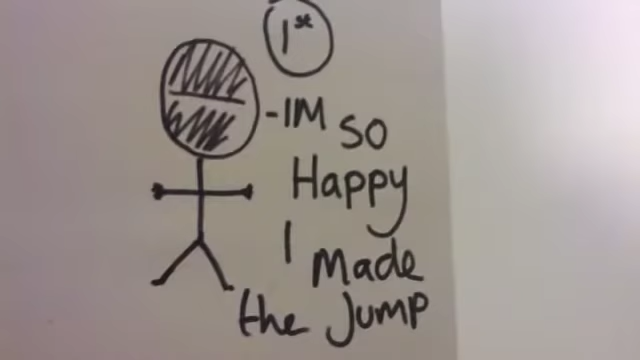 1st
-IM SO
Happy
I Made
the Jump